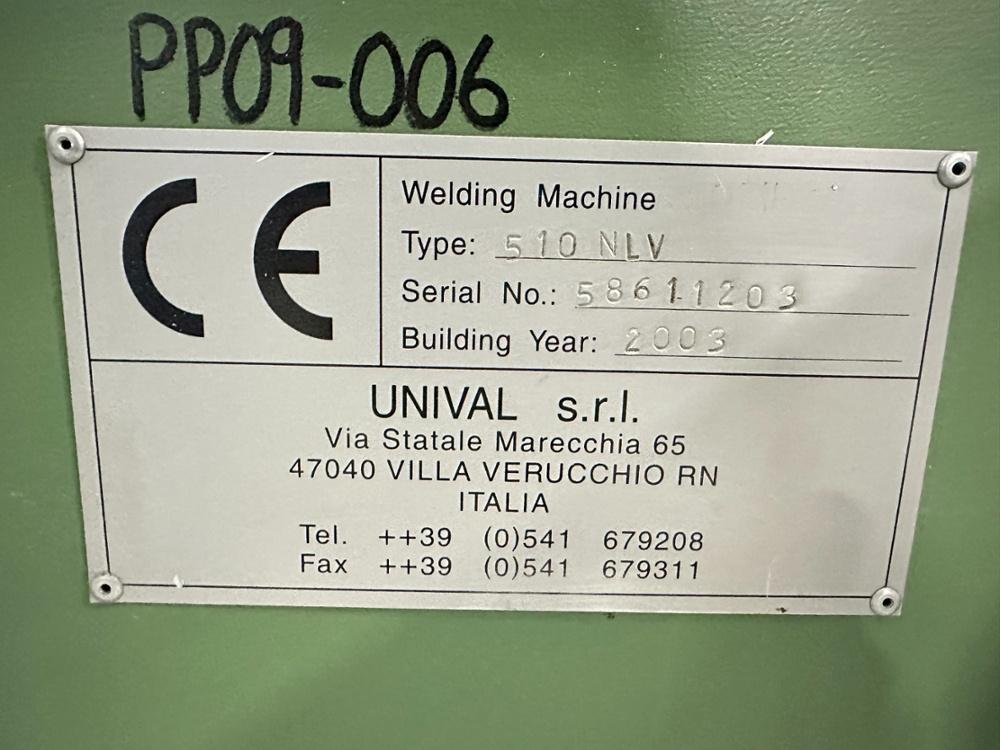 PP09-006
CE
Welding Machine
Type: 510 NLV
Serial No.: 58611203
Building Year: 2003
UNIVAL s.r.l.
Via Statale Marecchia 65
47040 VILLA VERUCCHIO RN
ITALIA
Tel. ++39 (0)541 679208
Fax ++39 (0)541 679311